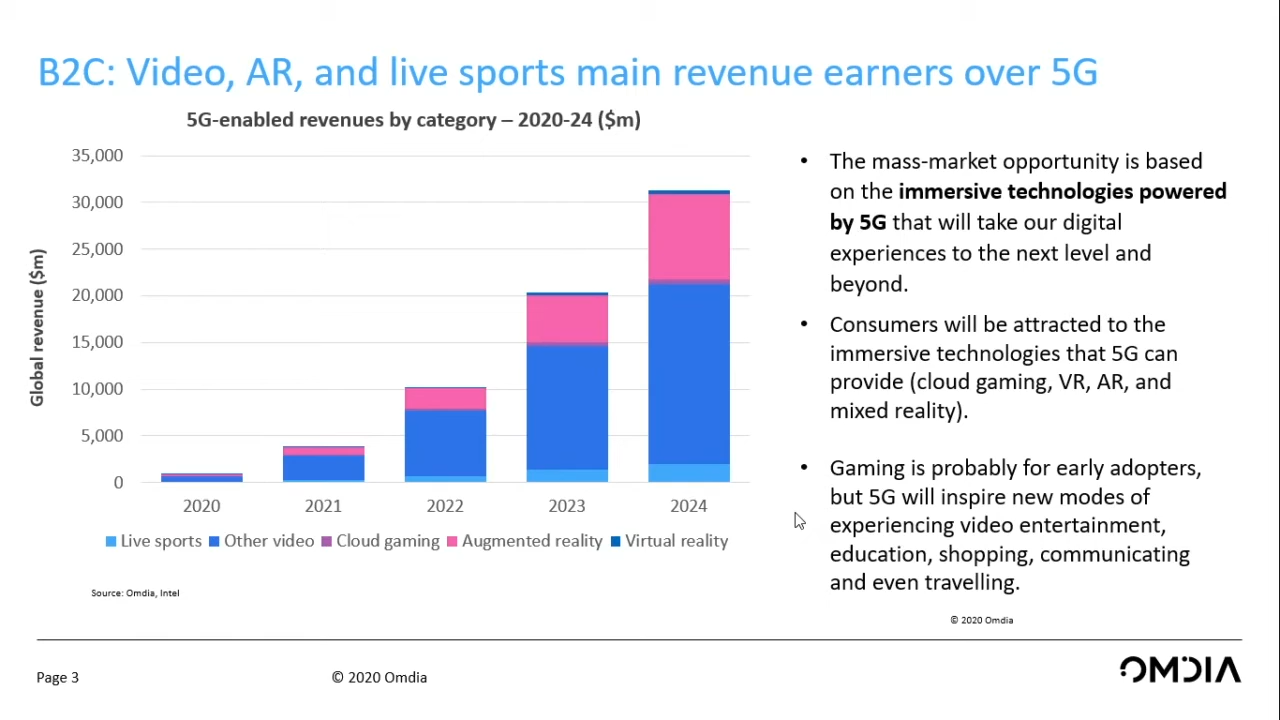 B2C: Video, AR, and live sports main revenue earners over 5G
5G-enabled revenues by category – 2020-24 ($m)
Global revenue ($m)
35,000
30,000
25,000
20,000
15,000
10,000
5,000
0
2020 2021 2022 2023 2024
Live sports Other video Cloud gaming Augmented reality Virtual reality
Source: Omdia, Intel
• The mass-market opportunity is based
on the immersive technologies powered
by 5G that will take our digital
experiences to the next level and
beyond.
• Consumers will be attracted to the
immersive technologies that 5G can
provide (cloud gaming, VR, AR, and
mixed reality).
• Gaming is probably for early adopters,
but 5G will inspire new modes of
experiencing video entertainment,
education, shopping, communicating
and even travelling.
© 2020 Omdia
Page 3
© 2020 Omdia
OMDIA